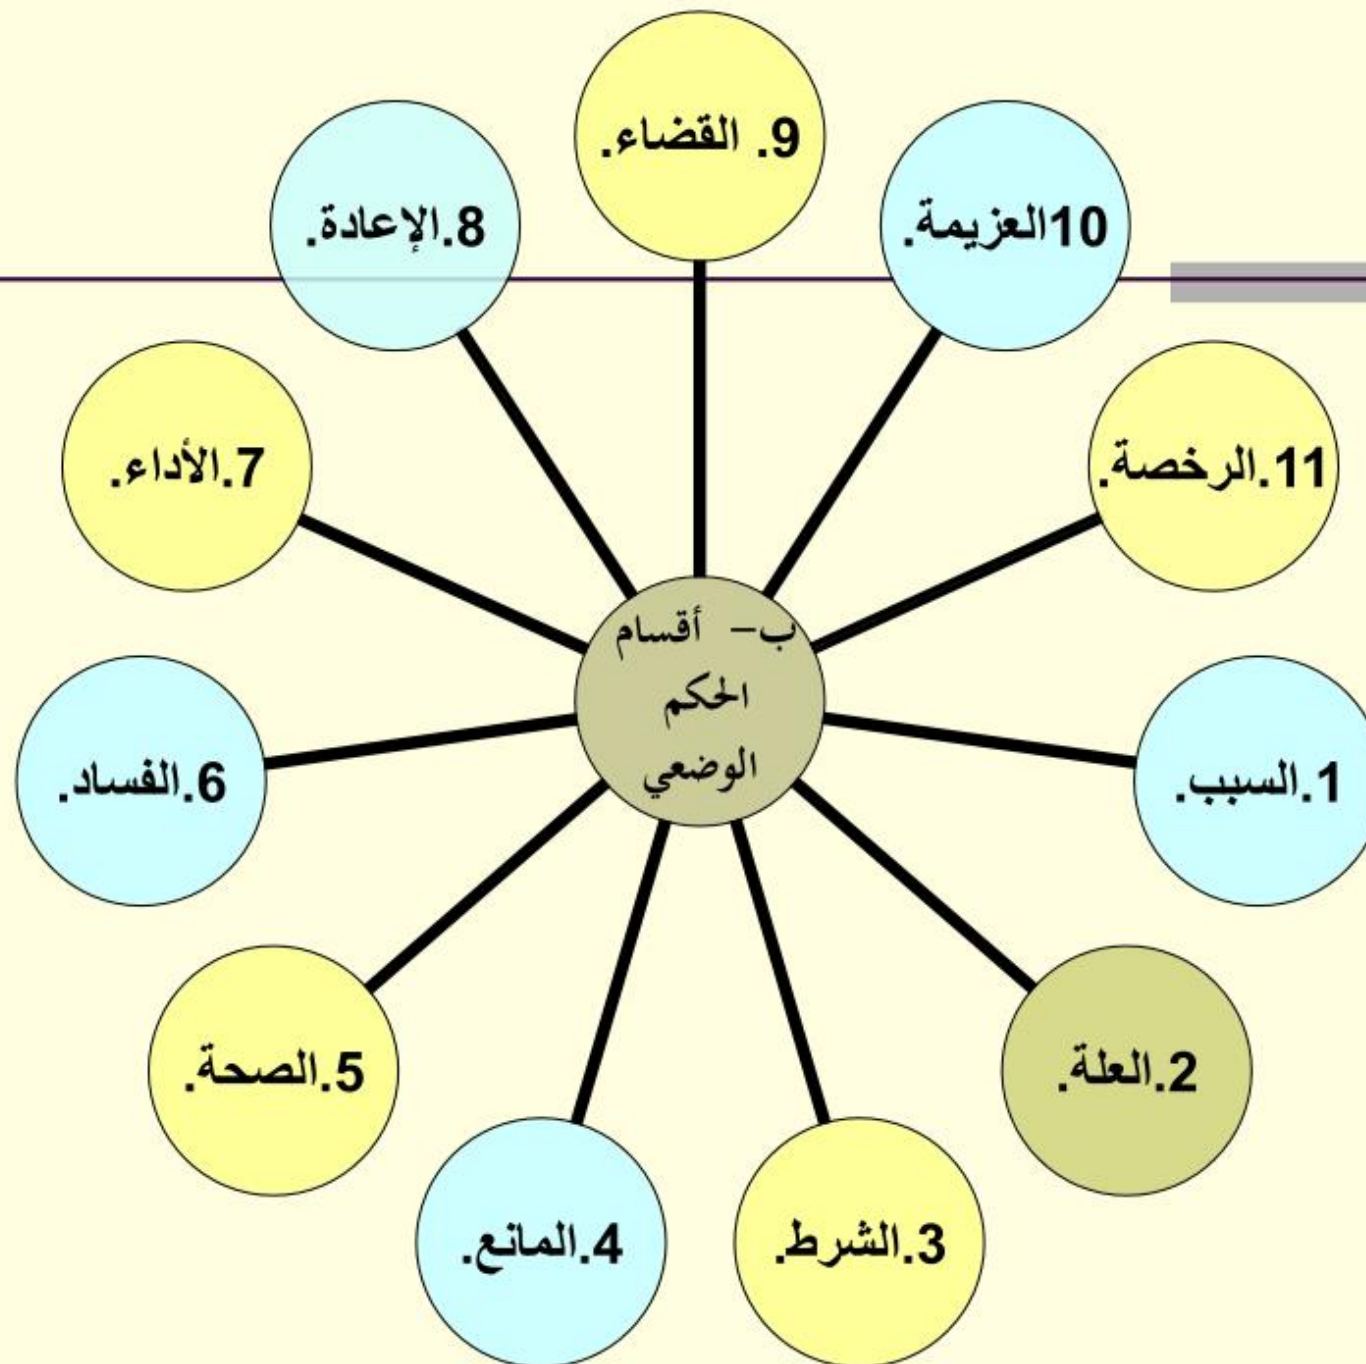 ب- أقسام
الحكم
الوضعي
1.السبب.
2.العلة.
3.الشرط.
4.المانع.
5.الصحة.
6.الفساد.
7.الأداء.
8.الإعادة.
9. القضاء.
10العزيمة.
11.الرخصة.